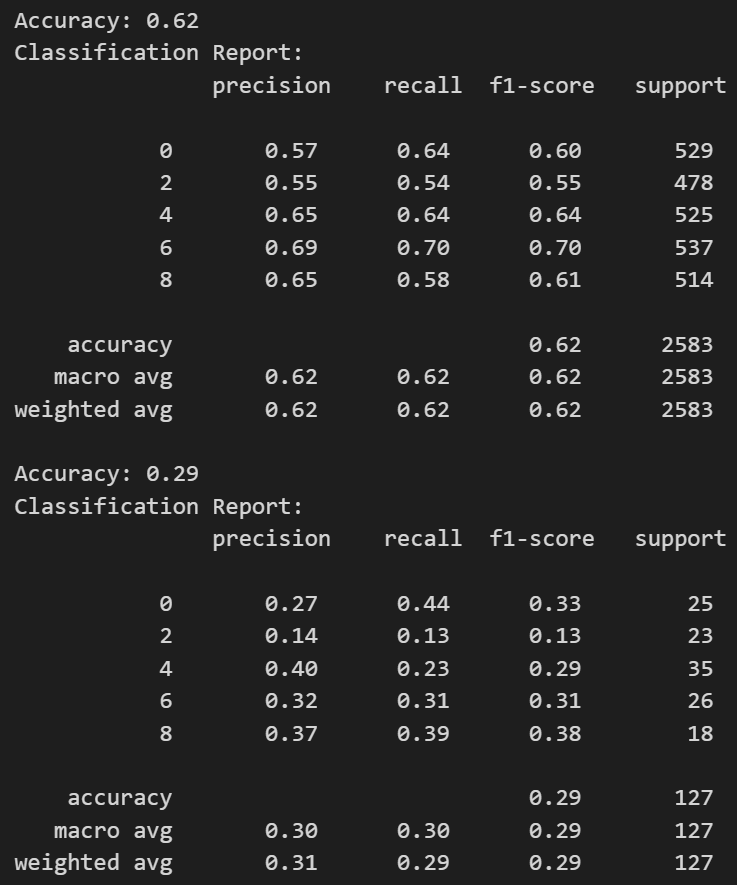 Accuracy: 0.62
Classification Report:
precision recall f1-score support
0 0.57 0.64 0.60 529
2 0.55 0.54 0.55 478
4 0.65 0.64 0.64 525
6 0.69 0.70 0.70 537
8 0.65 0.58 0.61 514
accuracy 0.62 2583
macro avg 0.62 0.62 0.62 2583
weighted avg 0.62 0.62 0.62 2583
Accuracy: 0.29
Classification Report:
precision recall f1-score support
0 0.27 0.44 0.33 25
2 0.14 0.13 0.13 23
4 0.40 0.23 0.29 35
6 0.32 0.31 0.31 26
8 0.37 0.39 0.38 18
accuracy 0.29 127
macro avg 0.30 0.30 0.29 127
weighted avg 0.31 0.29 0.29 127